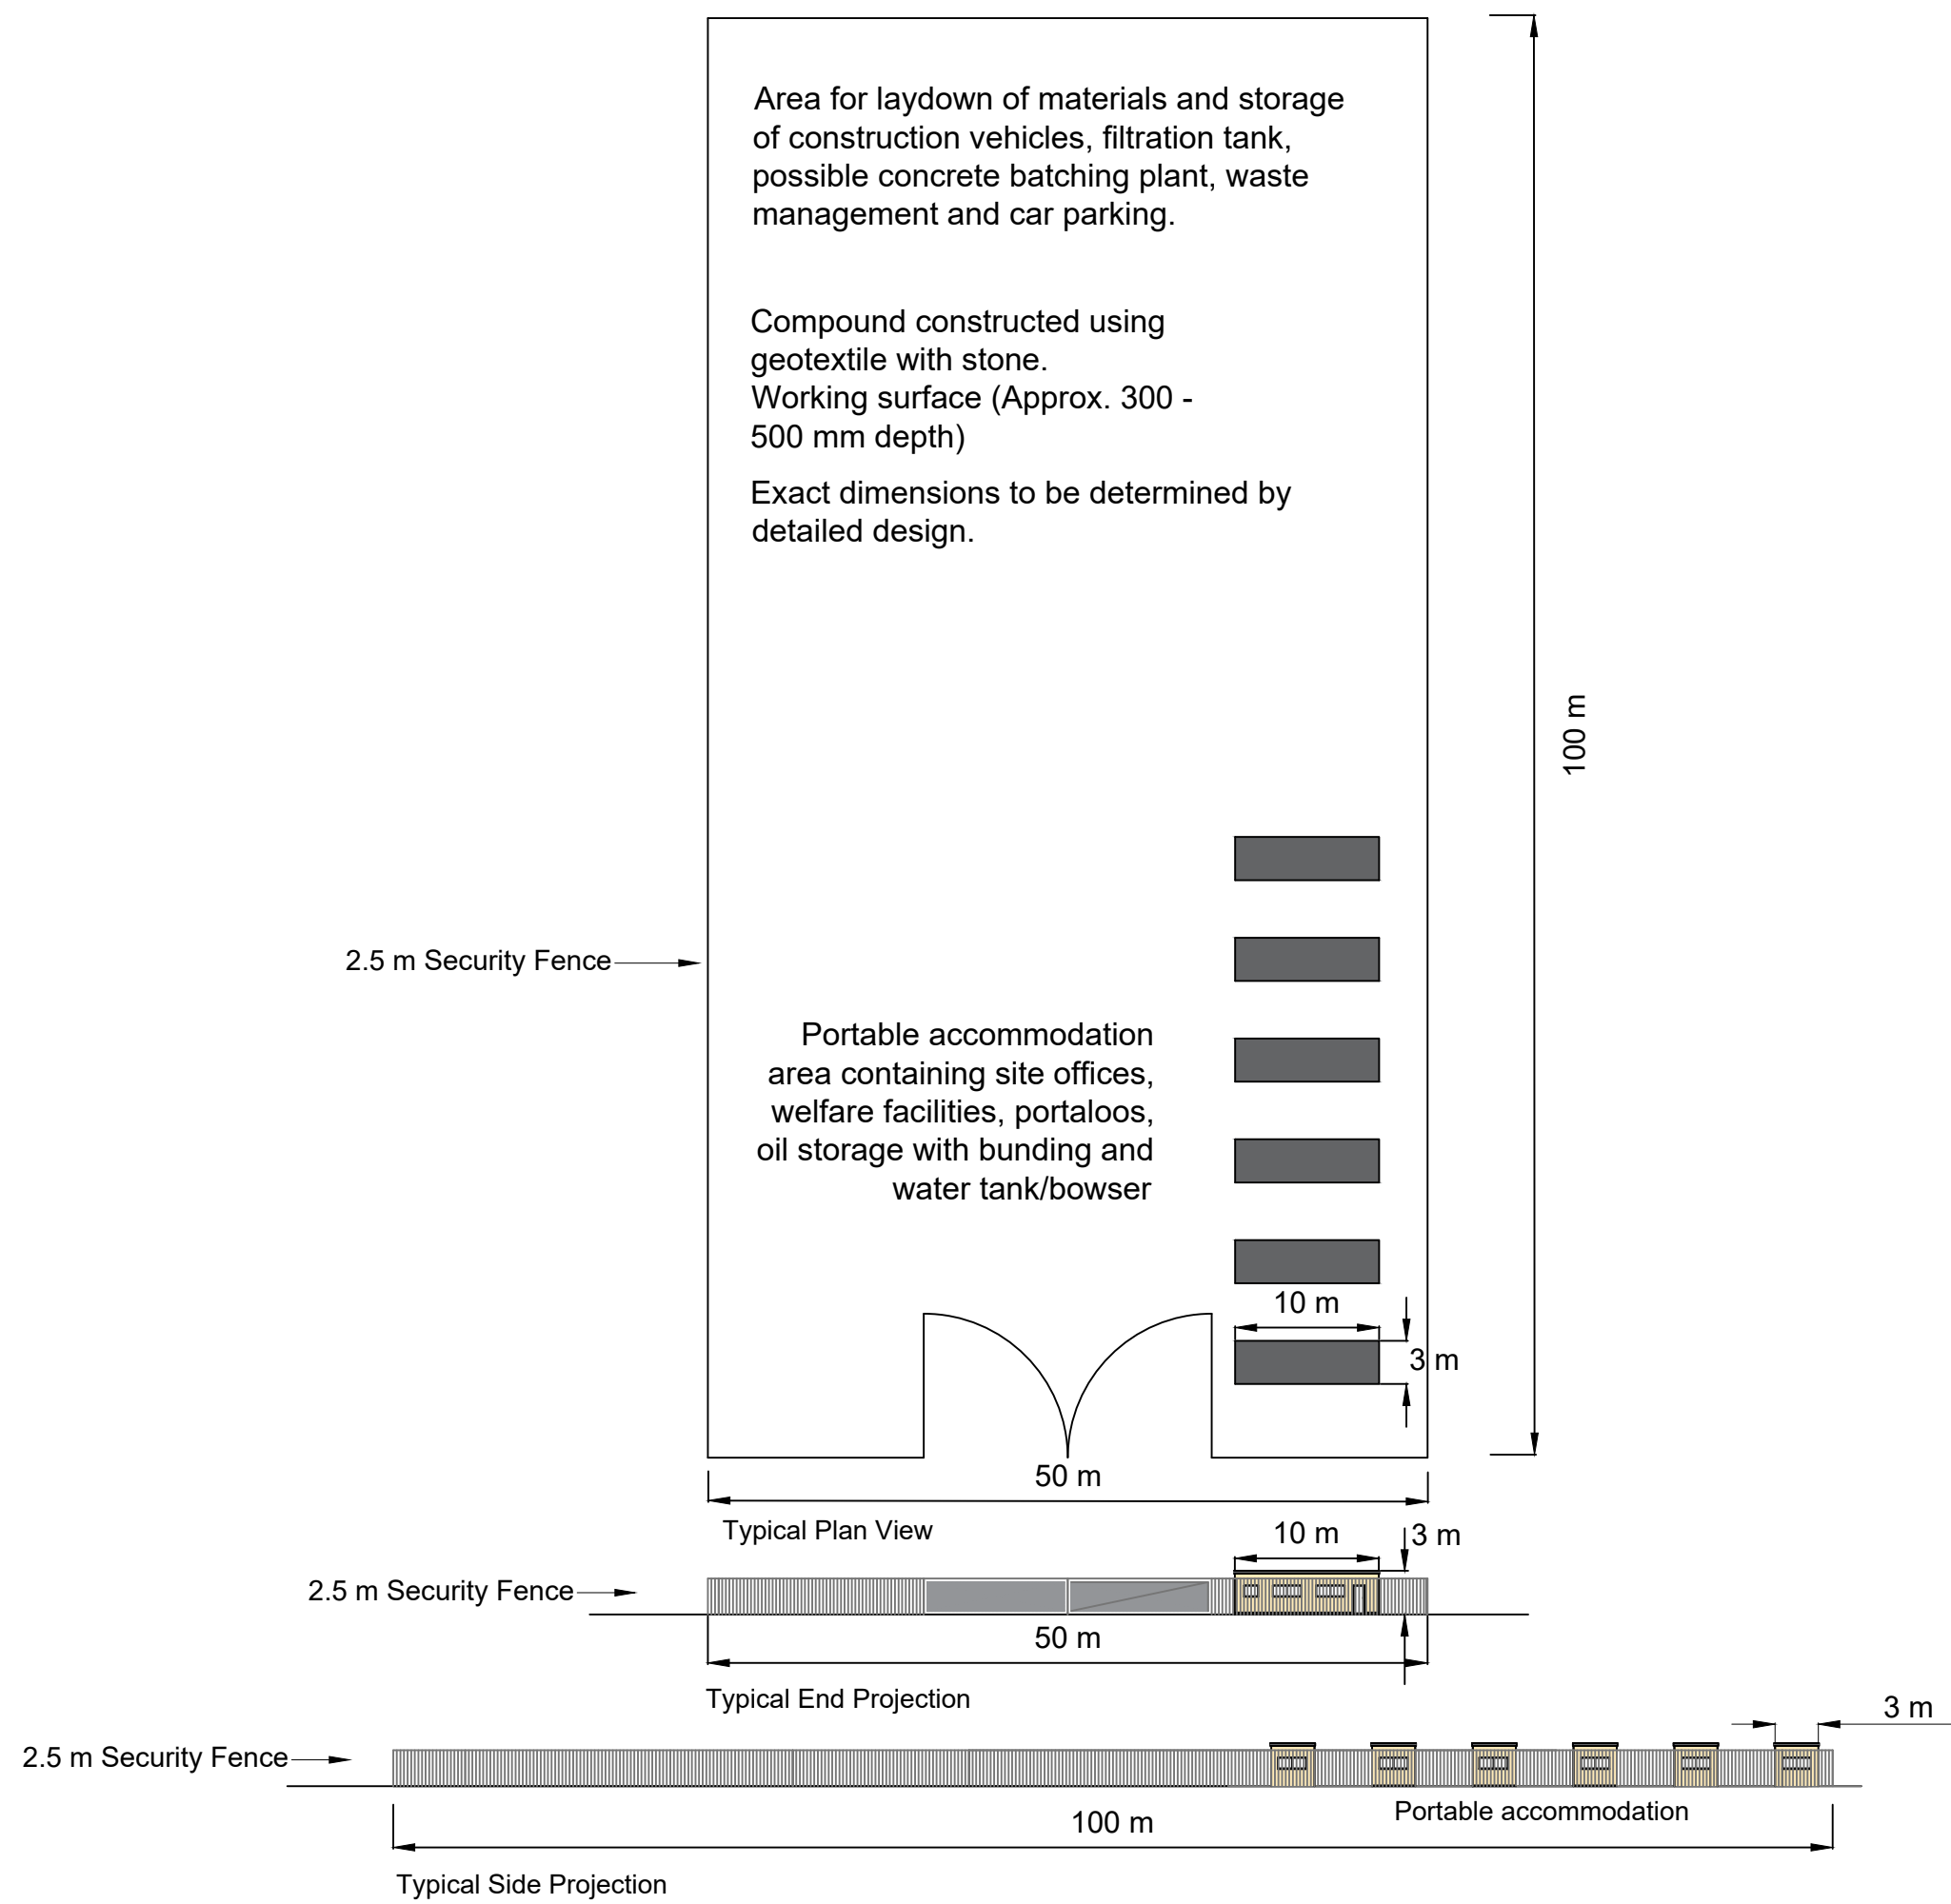 Area for laydown of materials and storage
of construction vehicles, filtration tank,
possible concrete batching plant, waste
management and car parking.
Compound constructed using
geotextile with stone.
Working surface (Approx. 300 -
500 mm depth)
Exact dimensions to be determined by
detailed design.
100 m
2.5 m Security Fence
Portable accommodation
area containing site offices,
welfare facilities, portaloos,
oil storage with bunding and
water tank/bowser
10 m
3 m
50 m
Typical Plan View
10 m
3 m
2.5 m Security Fence
50 m
Typical End Projection
3 m
2.5 m Security Fence
Portable accommodation
100 m
Typical Side Projection